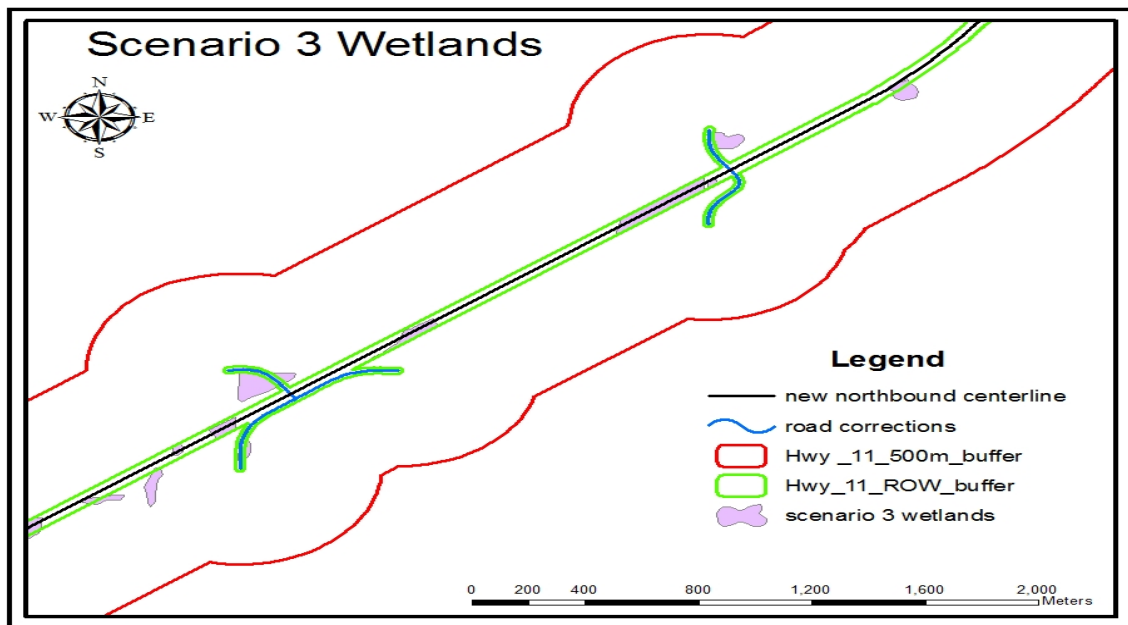 Scenario 3 Wetlands
N
W E
S
Legend
new northbound centerline
road corrections
Hwy _11_500m_buffer
Hwy_11_ROW_buffer
scenario 3 wetlands
0 200 400 800 1,200 1,600 2,000
Meters